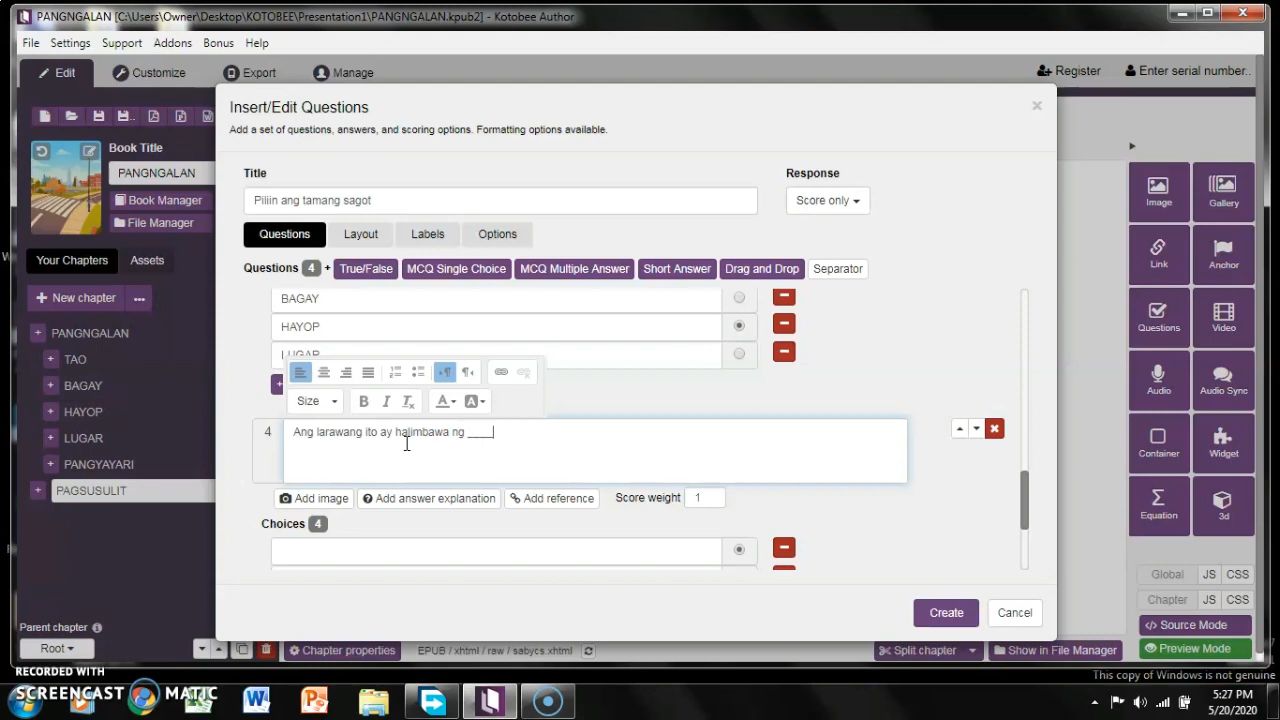 PANGNGALAN [C:\Users\Owner\Desktop\KOTOBEE\Presentation1\PANGNGALAN.kpub2] - Kotobee Author
File Settings Support Addons Bonus Help
Edit Customize Export Manage Register Enter serial number..
Insert/Edit Questions ×
Add a set of questions, answers, and scoring options. Formatting options available.
Book Title
PANGNGALAN
Book Manager
File Manager
Your Chapters Assets
+ New chapter ...
+ PANGNGALAN
+ TAO
+ BAGAY
+ HAYOP
+ LUGAR
+ PANGYAYARI
+ PAGSUSULIT
Parent chapter
Root
Title Response
Piliin ang tamang sagot Score only
Questions Layout Labels Options
Questions 4 + True/False MCQ Single Choice MCQ Multiple Answer Short Answer Drag and Drop Separator
BAGAY
HAYOP
LUGAR
Size B I
4 Ang larawang ito ay halimbawa ng ____
Add image Add answer explanation Add reference Score weight 1
Choices 4
Create Cancel
Image Gallery
Link Anchor
Questions Video
Audio Audio Sync
Container Widget
Equation 3d
Global JS CSS
Chapter JS CSS
Source Mode
Preview Mode
Chapter properties EPUB / xhtml / raw / sabycs.xhtml Split chapter Show in File Manager
RECORDED WITH
SCREENCAST MATIC
This copy of Windows is not genuine
5:27 PM
5/20/2020